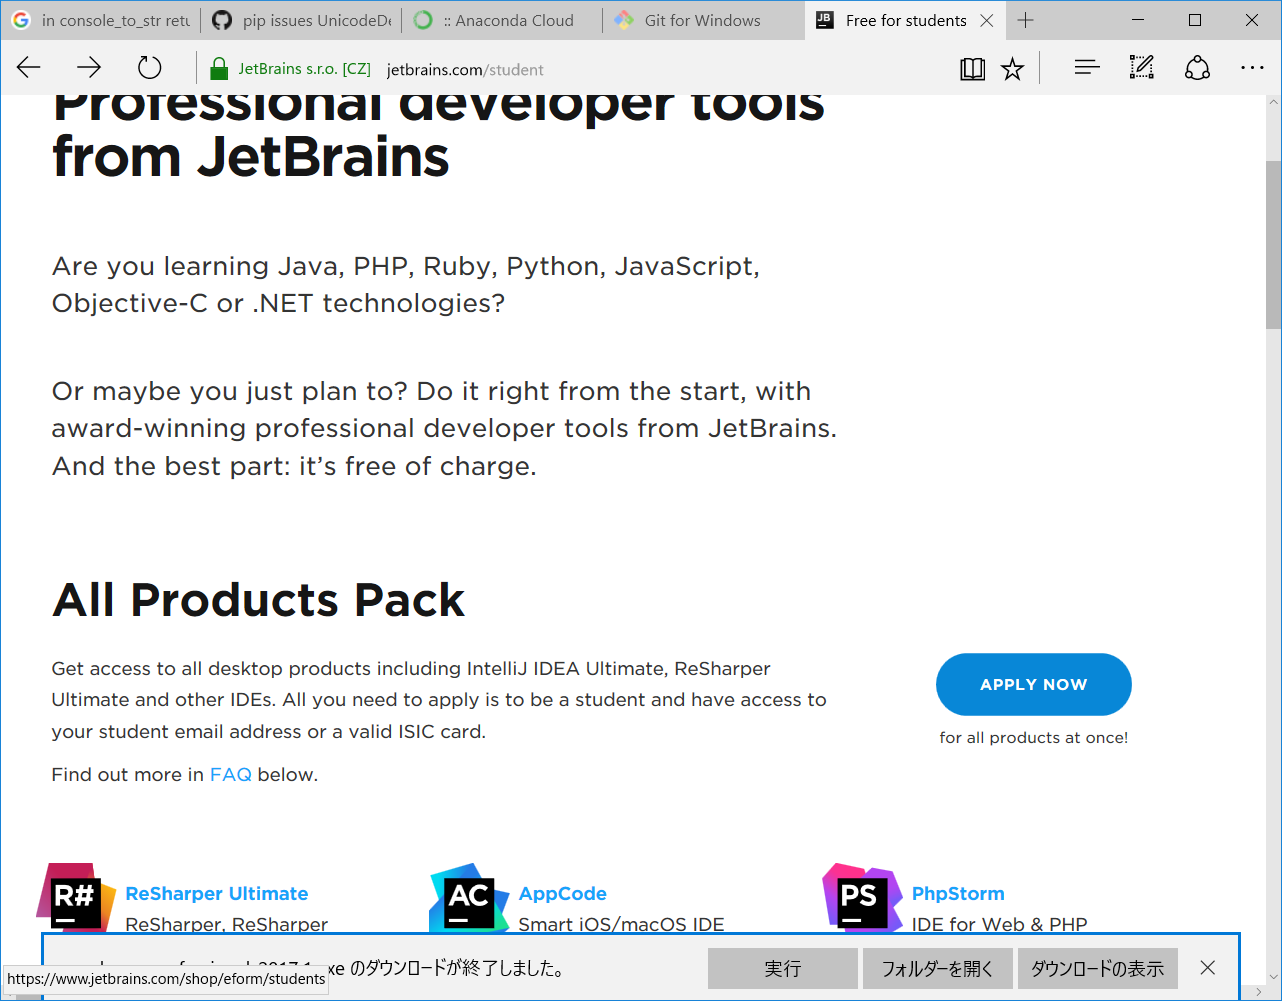 in console_to_str retu
pip issues UnicodeDe
:: Anaconda Cloud
Git for Windows
JB
Free for students
JetBrains s.r.o. [CZ]
jetbrains.com/student
Professional developer tools
from JetBrains
Are you learning Java, PHP, Ruby, Python, JavaScript,
Objective-C or .NET technologies?
Or maybe you just plan to? Do it right from the start, with
award-winning professional developer tools from JetBrains.
And the best part: it’s free of charge.
All Products Pack
Get access to all desktop products including IntelliJ IDEA Ultimate, ReSharper
Ultimate and other IDEs. All you need to apply is to be a student and have access to
your student email address or a valid ISIC card.
Find out more in FAQ below.
APPLY NOW
for all products at once!
R#
ReSharper Ultimate
ReSharper, ReSharper
AC
AppCode
Smart iOS/macOS IDE
PS
PhpStorm
IDE for Web & PHP
のダウンロードが終了しました。
実行
フォルダーを開く
ダウンロードの表示
https://www.jetbrains.com/shop/eform/students